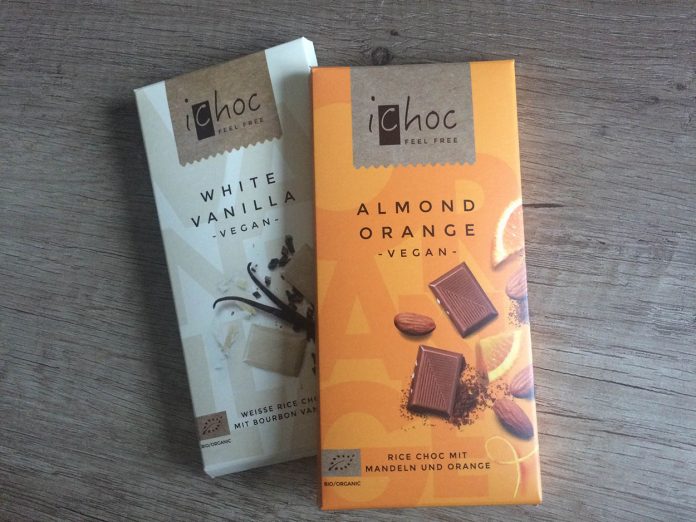 ichoc
FEEL FREE
WHITE
VANILLA
-VEGAN-
WEISSE RICE CH
MIT BOURBON VAN
BIO/ORGANIC
ichoc
FEEL FREE
ALMOND
ORANGE
-VEGAN-
RICE CHOC MIT
MANDELN UND ORANGE
BIO/ORGANIC